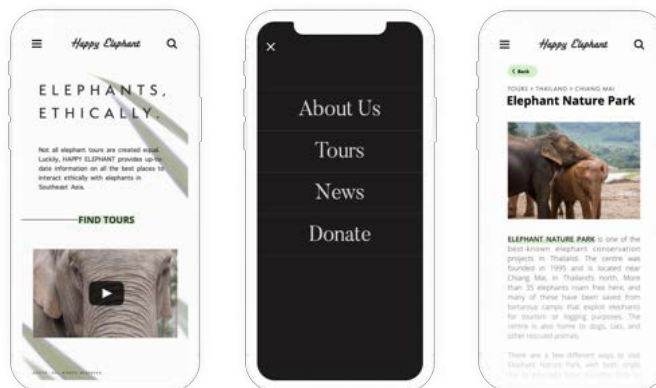 Happy Elephant
ELEPHANTS,
ETHICALLY.
Not all elephant tours are created equal.
Luckily, HAPPY ELEPHANT provides up-to-
date information on all the best places to
interact ethically with elephants in
Southeast Asia.
FIND TOURS
ALL RIGHTS RESERVED
About Us
Tours
News
Donate
Happy Elephant
Back
TOURS > THAILAND > CHIANG MAI
Elephant Nature Park
ELEPHANT NATURE PARK is one of the
best-known elephant conservation
projects in Thailand. The centre was
founded in 1995 and is located near
Chiang Mai, in Thailand's north. More
than 35 elephants roam free here, and
many of these have been saved from
torturous camps that exploit elephants
for tourism or logging purposes. The
centre is also home to dogs, cats, and
other rescued animals.
There are a few different ways to visit
Elephant Nature Park, with both single